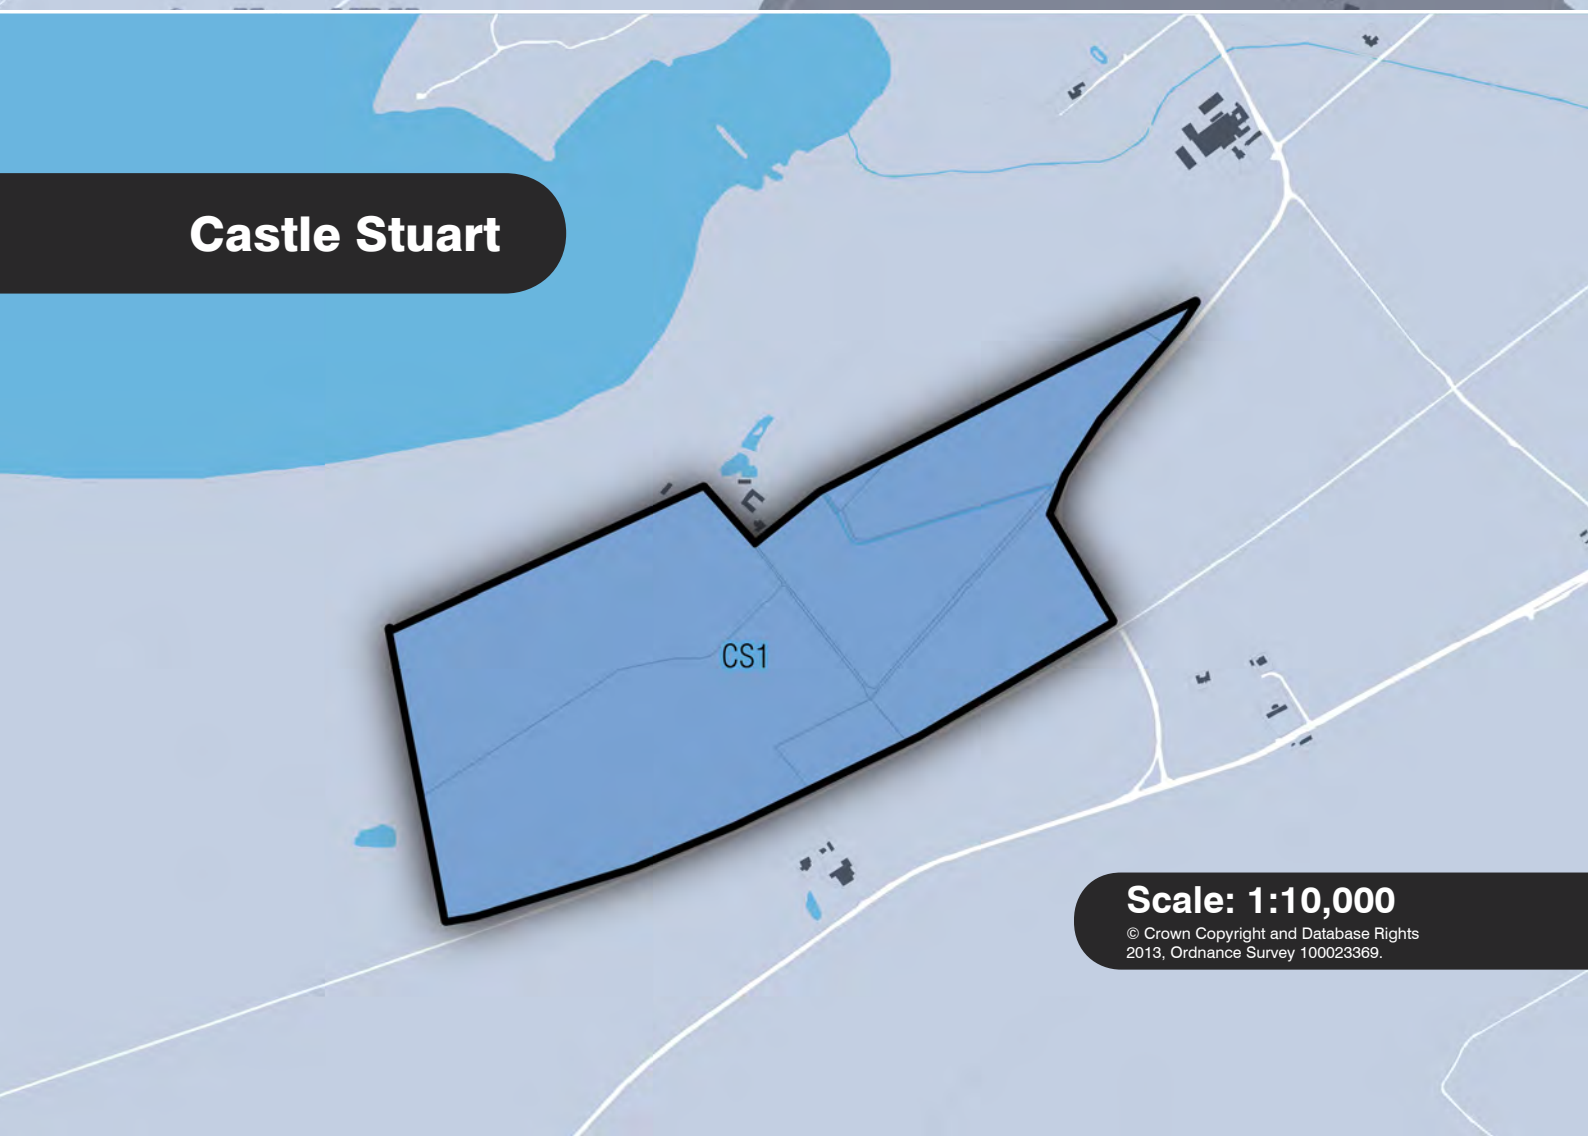 Castle Stuart
CS1
Scale: 1:10,000
© Crown Copyright and Database Rights
2013, Ordnance Survey 100023369.